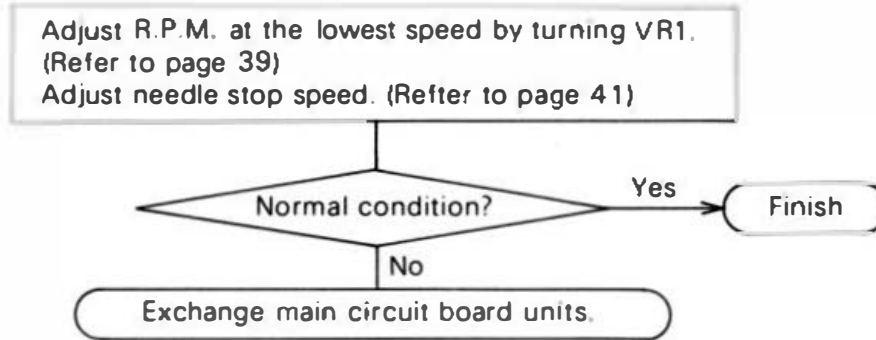 Adjust R.P.M. at the lowest speed by turning VR1.
(Refer to page 39)
Adjust needle stop speed. (Refter to page 41)
Normal condition?
Yes
Finish
No
Exchange main circuit board units.